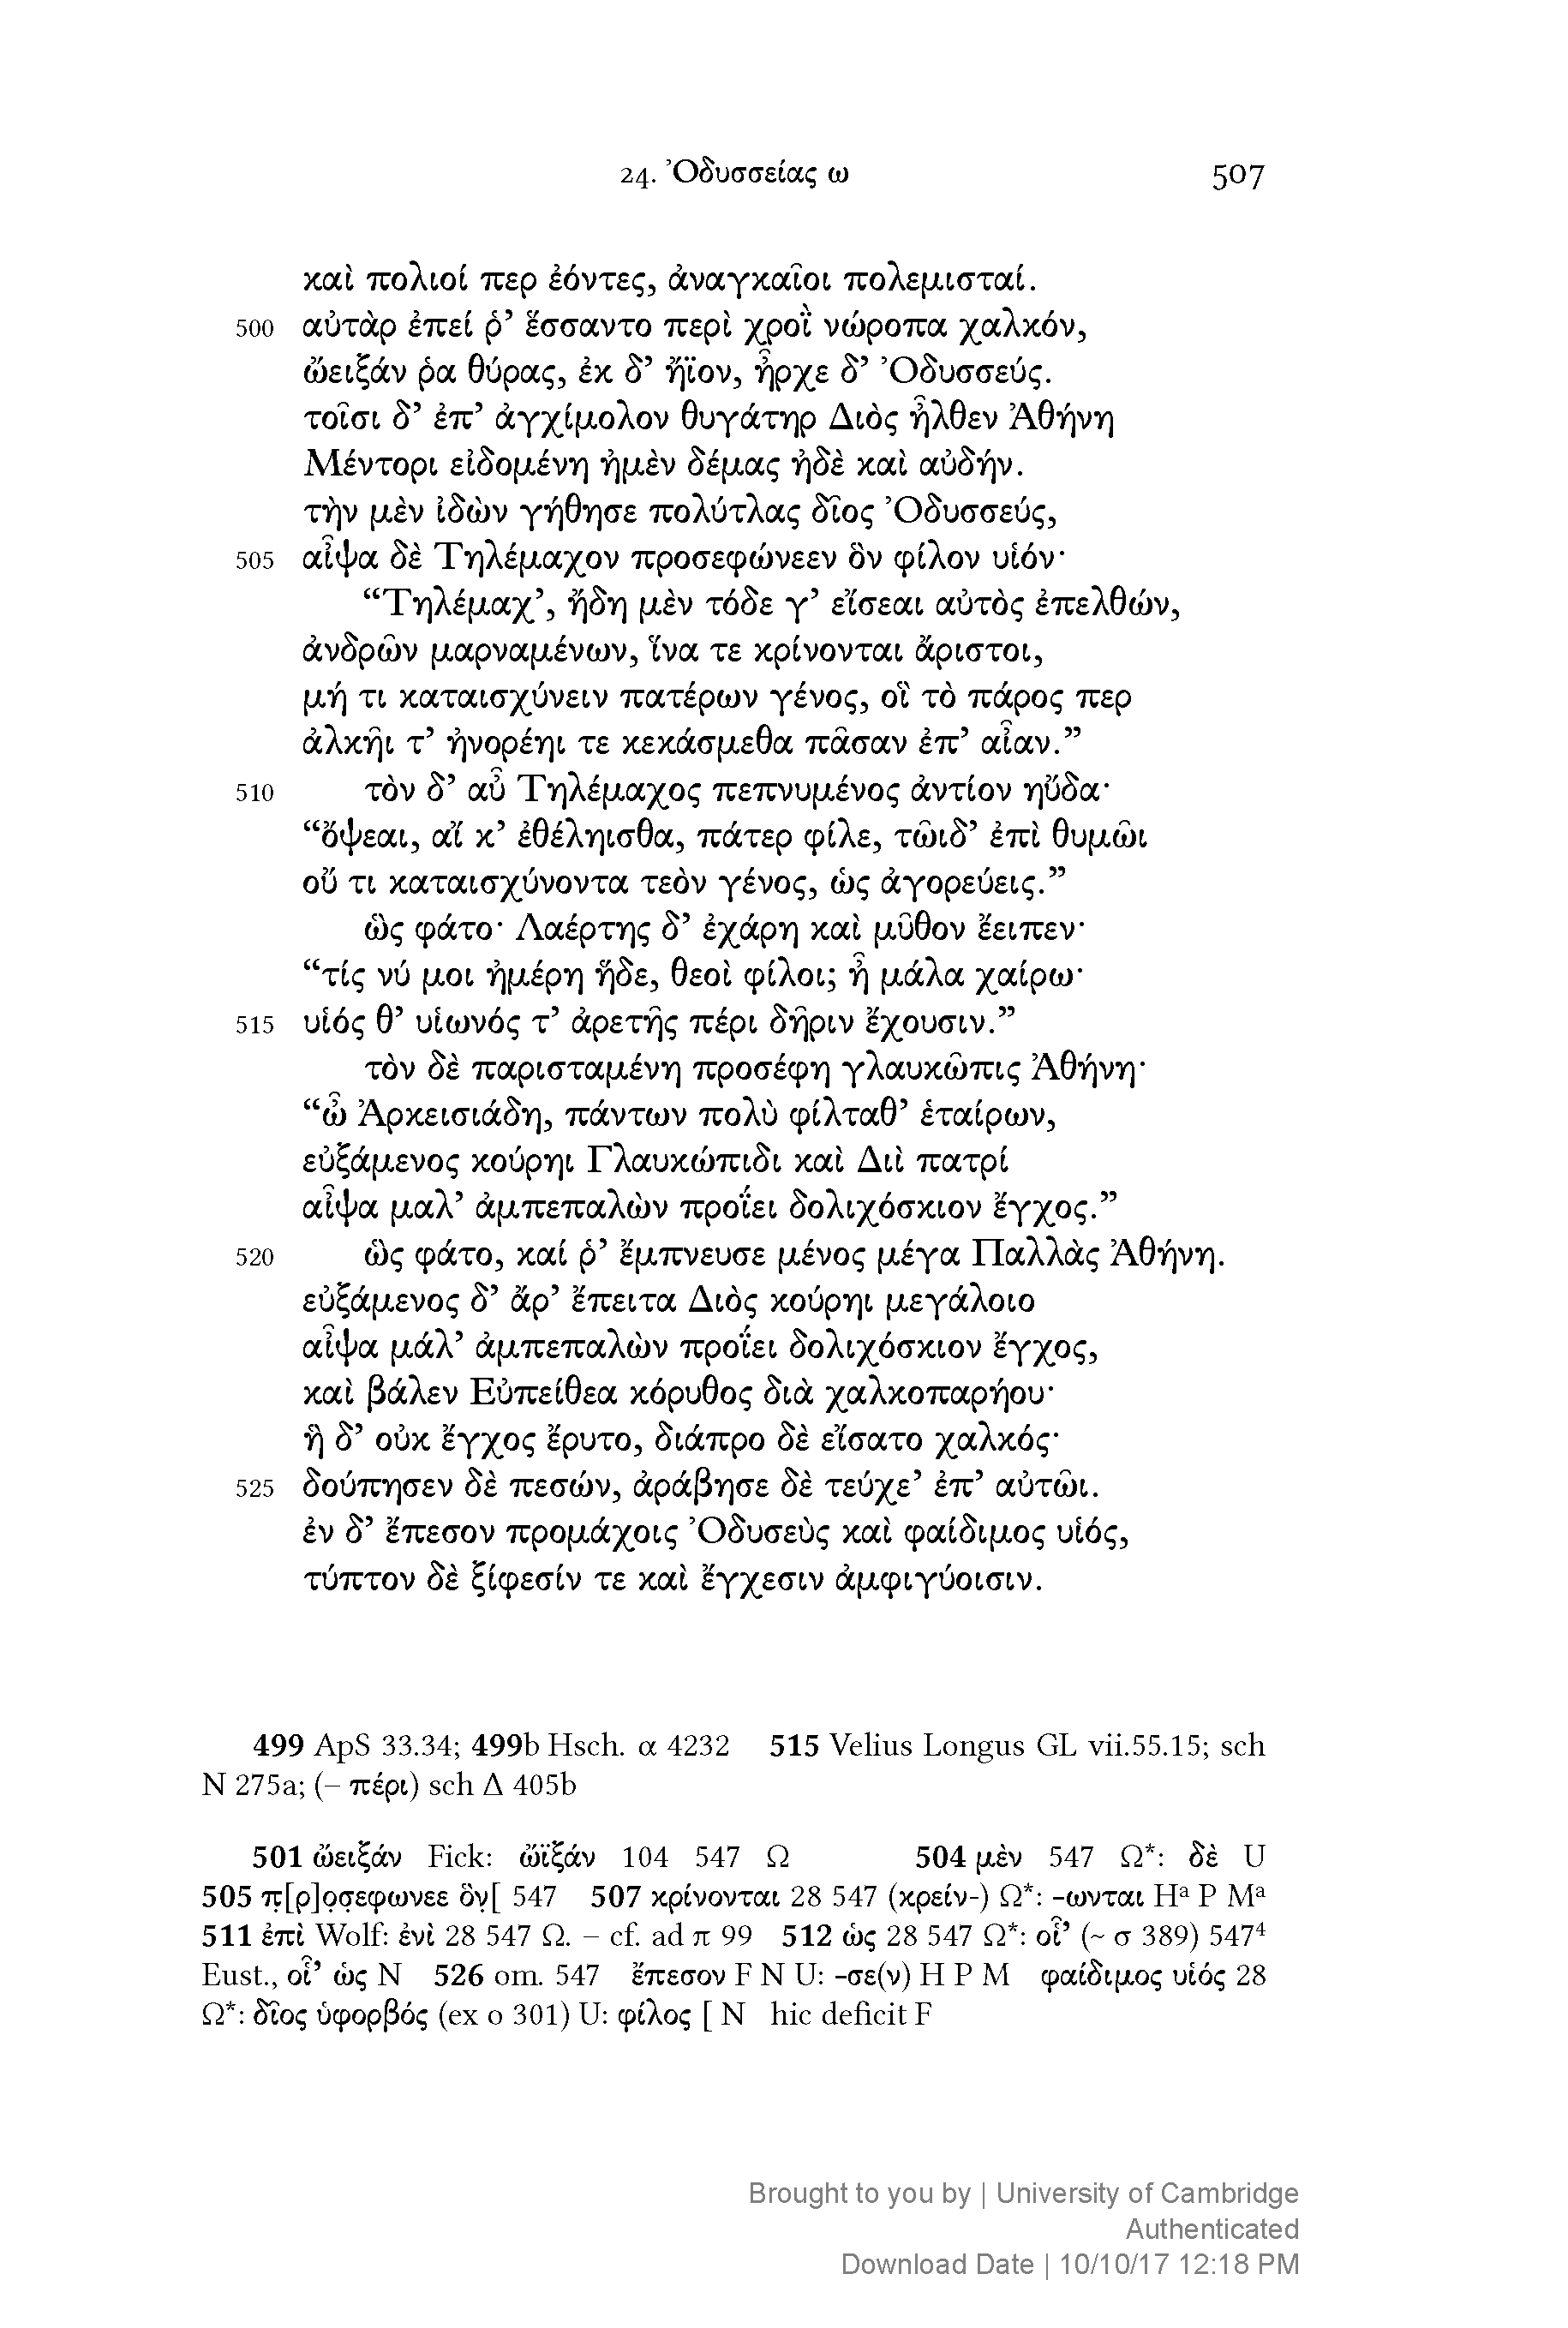 24. Ὀδυσσείας ω 507
καὶ πολιοί περ ἐόντες, ἀναγκαῖοι πολεμισταί.
500 αὐτὰρ ἐπεί ῥ’ ἕσσαντο περὶ χροῒ νώροπα χαλκόν,
ὤειξάν ῥα θύρας, ἐκ δ’ ἤϊον, ἦρχε δ’ Ὀδυσσεύς.
τοῖσι δ’ ἐπ’ ἀγχίμολον θυγάτηρ Διὸς ἦλθεν Ἀθήνη
Μέντορι εἰδομένη ἠμὲν δέμας ἠδὲ καὶ αὐδήν.
τὴν μὲν ἰδὼν γήθησε πολύτλας δῖος Ὀδυσσεύς,
505 αἶψα δὲ Τηλέμαχον προσεφώνεεν ὃν φίλον υἱόν·
“Τηλέμαχ’, ἤδη μὲν τόδε γ’ εἴσεαι αὐτὸς ἐπελθών,
ἀνδρῶν μαρναμένων, ἵνα τε κρίνονται ἄριστοι,
μή τι καταισχύνειν πατέρων γένος, οἳ τὸ πάρος περ
ἀλκῆι τ’ ἠνορέηι τε κεκάσμεθα πᾶσαν ἐπ’ αἶαν.”
510 τὸν δ’ αὖ Τηλέμαχος πεπνυμένος ἀντίον ηὔδα·
“ὄψεαι, αἴ κ’ ἐθέληισθα, πάτερ φίλε, τῶιδ’ ἐπὶ θυμῶι
οὔ τι καταισχύνοντα τεὸν γένος, ὡς ἀγορεύεις.”
ὣς φάτο· Λαέρτης δ’ ἐχάρη καὶ μῦθον ἔειπεν·
“τίς νύ μοι ἡμέρη ἥδε, θεοὶ φίλοι; ἦ μάλα χαίρω·
515 υἱός θ’ υἱωνός τ’ ἀρετῆς πέρι δῆριν ἔχουσιν.”
τὸν δὲ παρισταμένη προσέφη γλαυκῶπις Ἀθήνη·
“ὦ Ἀρκεισιάδη, πάντων πολὺ φίλταθ’ ἑταίρων,
εὐξάμενος κούρηι Γλαυκώπιδι καὶ Διὶ πατρί
αἶψα μαλ’ ἀμπεπαλὼν προΐει δολιχόσκιον ἔγχος.”
520 ὣς φάτο, καί ῥ’ ἔμπνευσε μένος μέγα Παλλὰς Ἀθήνη.
εὐξάμενος δ’ ἄρ’ ἔπειτα Διὸς κούρηι μεγάλοιο
αἶψα μάλ’ ἀμπεπαλὼν προΐει δολιχόσκιον ἔγχος,
καὶ βάλεν Εὐπείθεα κόρυθος διὰ χαλκοπαρήου·
ἣ δ’ οὐκ ἔγχος ἔρυτο, διάπρο δὲ εἴσατο χαλκός·
525 δούπησεν δὲ πεσών, ἀράβησε δὲ τεύχε’ ἐπ’ αὐτῶι.
ἐν δ’ ἔπεσον προμάχοις Ὀδυσεὺς καὶ φαίδιμος υἱός,
τύπτον δὲ ξίφεσίν τε καὶ ἔγχεσιν ἀμφιγύοισιν.
499 ApS 33.34; 499b Hsch. α 4232 515 Velius Longus GL vii.55.15; sch
Ν 275a; (– πέρι) sch Δ 405b
501 ὤειξάν Fick: ὤϊξάν 104 547 Ω 504 μὲν 547 Ω*: δὲ U
505 π̣[ρ]ο̣σ̣εφωνεε ὃν̣[ 547 507 κρίνονται 28 547 (κρείν-) Ω*: -ωνται Hᵃ P Mᵃ
511 ἐπὶ Wolf: ἐνὶ 28 547 Ω. – cf. ad π 99 512 ὡς 28 547 Ω*: οἷ’ (~ σ 389) 547⁴
Eust., οἷ’ ὡς N 526 om. 547 ἔπεσον F N U: -σε(ν) H P M φαίδιμος υἱός 28
Ω*: δῖος ὑφορβός (ex ο 301) U: φίλος [ N hic deficit F
Brought to you by | University of Cambridge
Authenticated
Download Date | 10/10/17 12:18 PM